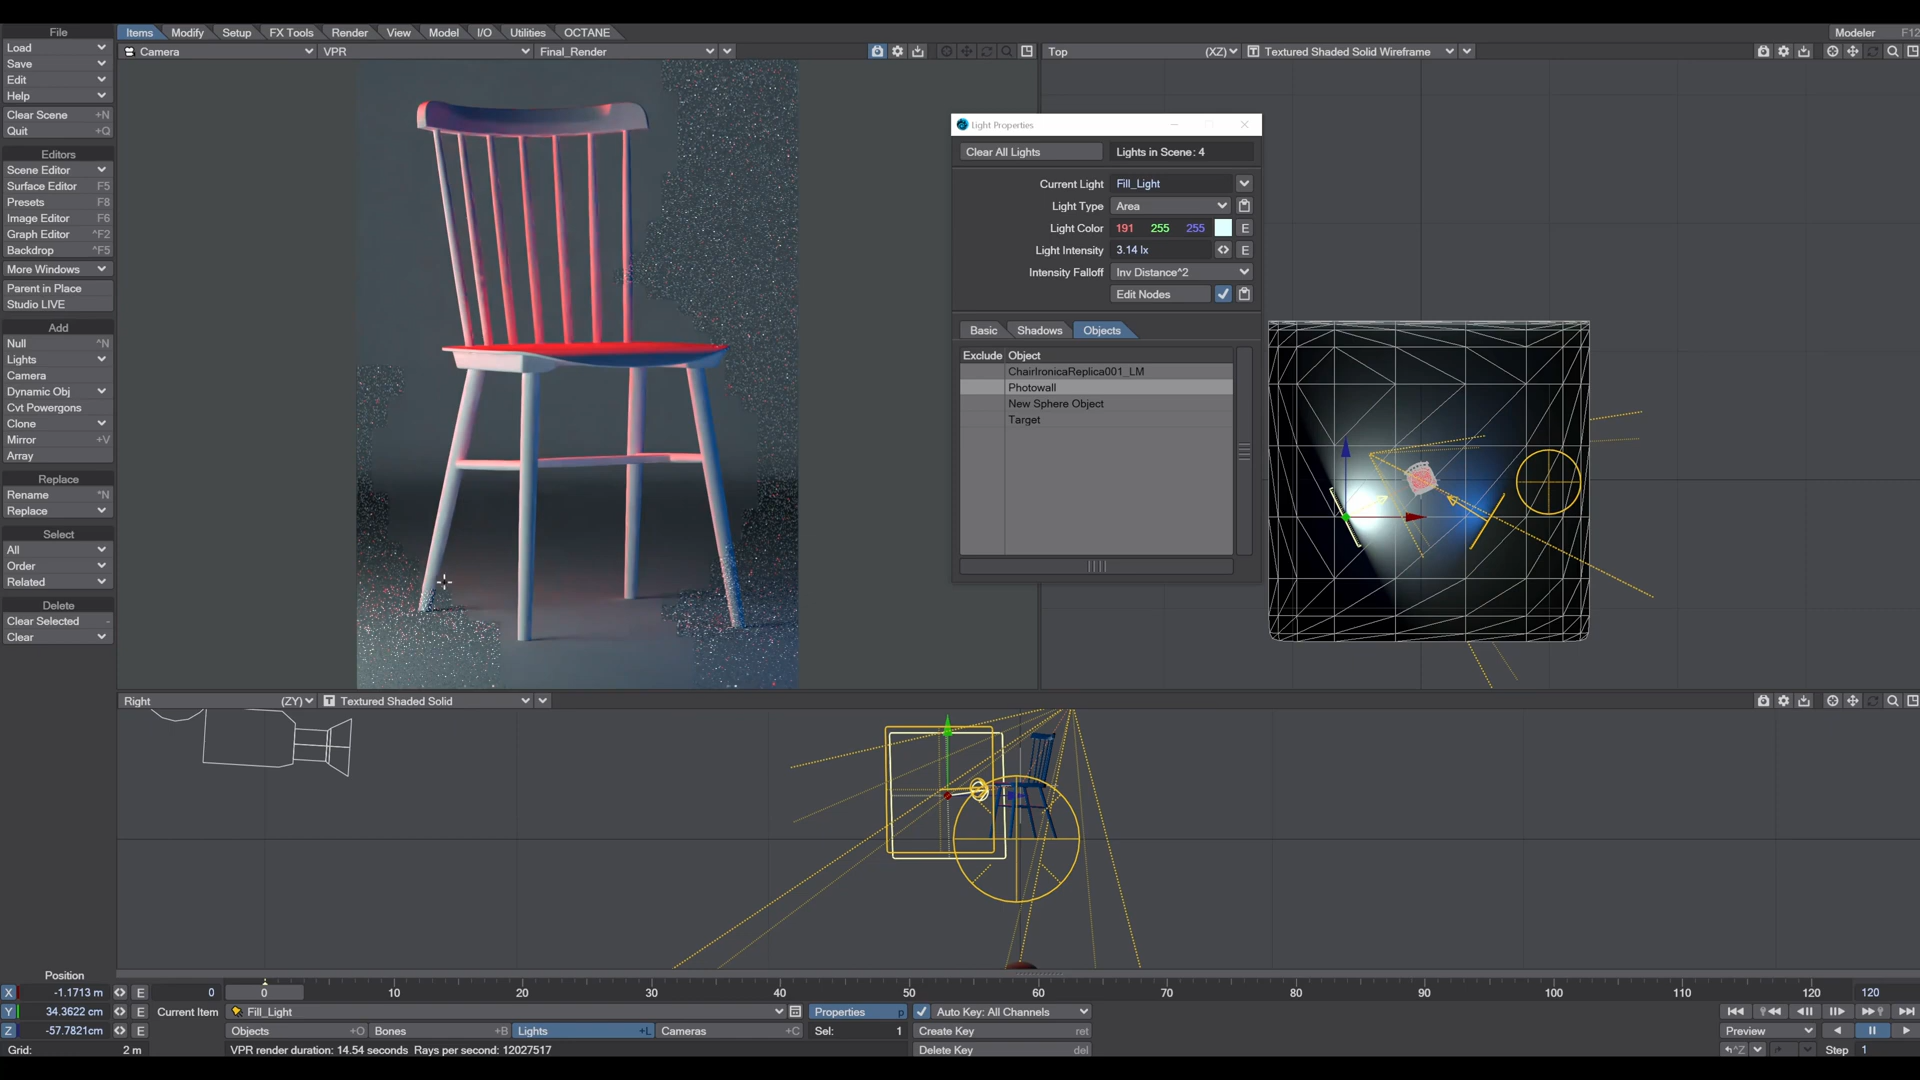 File
Load
Save
Edit
Help
Clear Scene +N
Quit +Q
Editors
Scene Editor
Surface Editor F5
Presets F8
Image Editor F6
Graph Editor ^F2
Backdrop ^F5
More Windows
Parent in Place
Studio LIVE
Add
Null ^N
Lights
Camera
Dynamic Obj
Cvt Powergons
Clone
Mirror +V
Array
Replace
Rename ^N
Replace
Select
All
Order
Related
Delete
Clear Selected -
Clear
Items Modify Setup FX Tools Render View Model I/O Utilities OCTANE
Modeler F12
Camera VPR Final_Render
Top (XZ) T Textured Shaded Solid Wireframe
Light Properties
Clear All Lights Lights in Scene: 4
Current Light Fill_Light
Light Type Area
Light Color 191 255 255 E
Light Intensity 3.14 lx E
Intensity Falloff Inv Distance^2
Edit Nodes
Basic Shadows Objects
Exclude Object
ChairIronicaReplica001_LM
Photowall
New Sphere Object
Target
Right (ZY) T Textured Shaded Solid
Position
X -1.1713 m E
Y 34.3622 cm E
Z -57.7821cm E
Grid: 2 m
0 0 10 20 30 40 50 60 70 80 90 100 110 120 120
Current Item Fill_Light Properties p Auto Key: All Channels
Objects +O Bones +B Lights +L Cameras +C Sel: 1 Create Key ret
VPR render duration: 14.54 seconds Rays per second: 12027517
Delete Key del
Preview
^Z Step 1